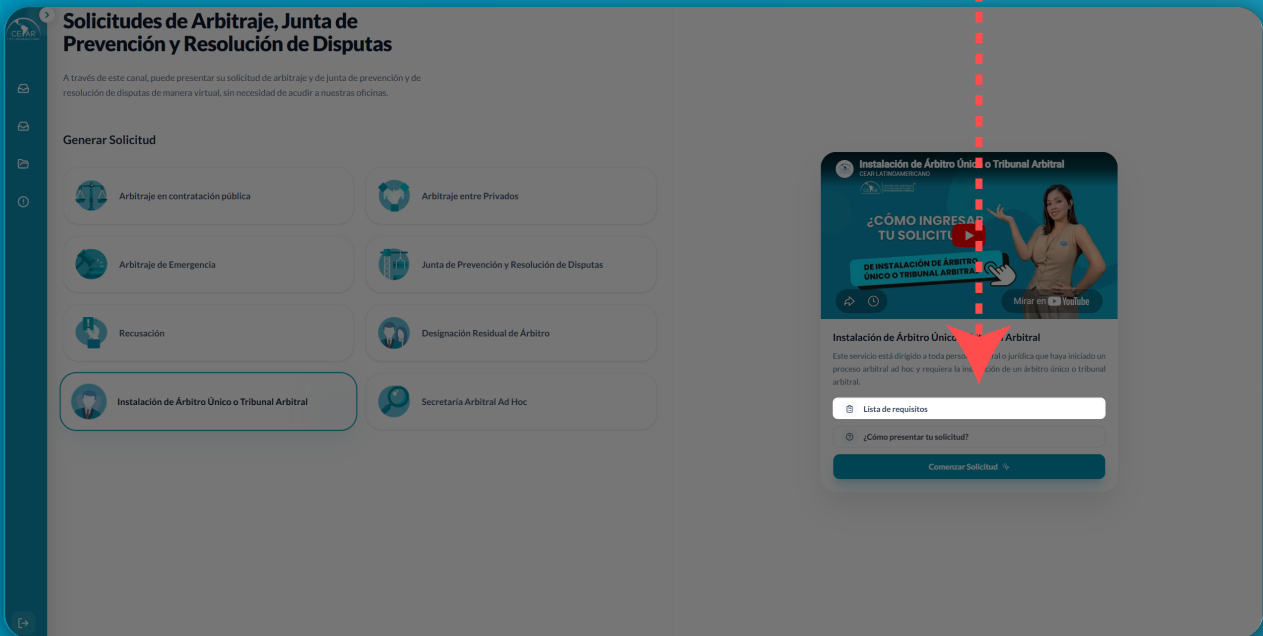 CEAR
Solicitudes de Arbitraje, Junta de
Prevención y Resolución de Disputas
A través de este canal, puede presentar su solicitud de arbitraje y de junta de prevención y de
resolución de disputas de manera virtual, sin necesidad de acudir a nuestras oficinas.
Generar Solicitud
Arbitraje en contratación pública
Arbitraje entre Privados
Arbitraje de Emergencia
Junta de Prevención y Resolución de Disputas
Recusación
Designación Residual de Árbitro
Instalación de Árbitro Único o Tribunal Arbitral
Secretaría Arbitral Ad Hoc
Instalación de Árbitro Único o Tribunal Arbitral
CEAR LATINOAMERICANO
¿CÓMO INGRESAR
TU SOLICITUD
DE INSTALACIÓN DE ÁRBITRO
ÚNICO O TRIBUNAL ARBITRAL
Mirar en YouTube
Instalación de Árbitro Único Arbitral
Este servicio está dirigido a toda persona o jurídica que haya iniciado un
proceso arbitral ad hoc y requiera la instalación de un árbitro único o tribunal
arbitral.
Lista de requisitos
¿Cómo presentar tu solicitud?
Comenzar Solicitud